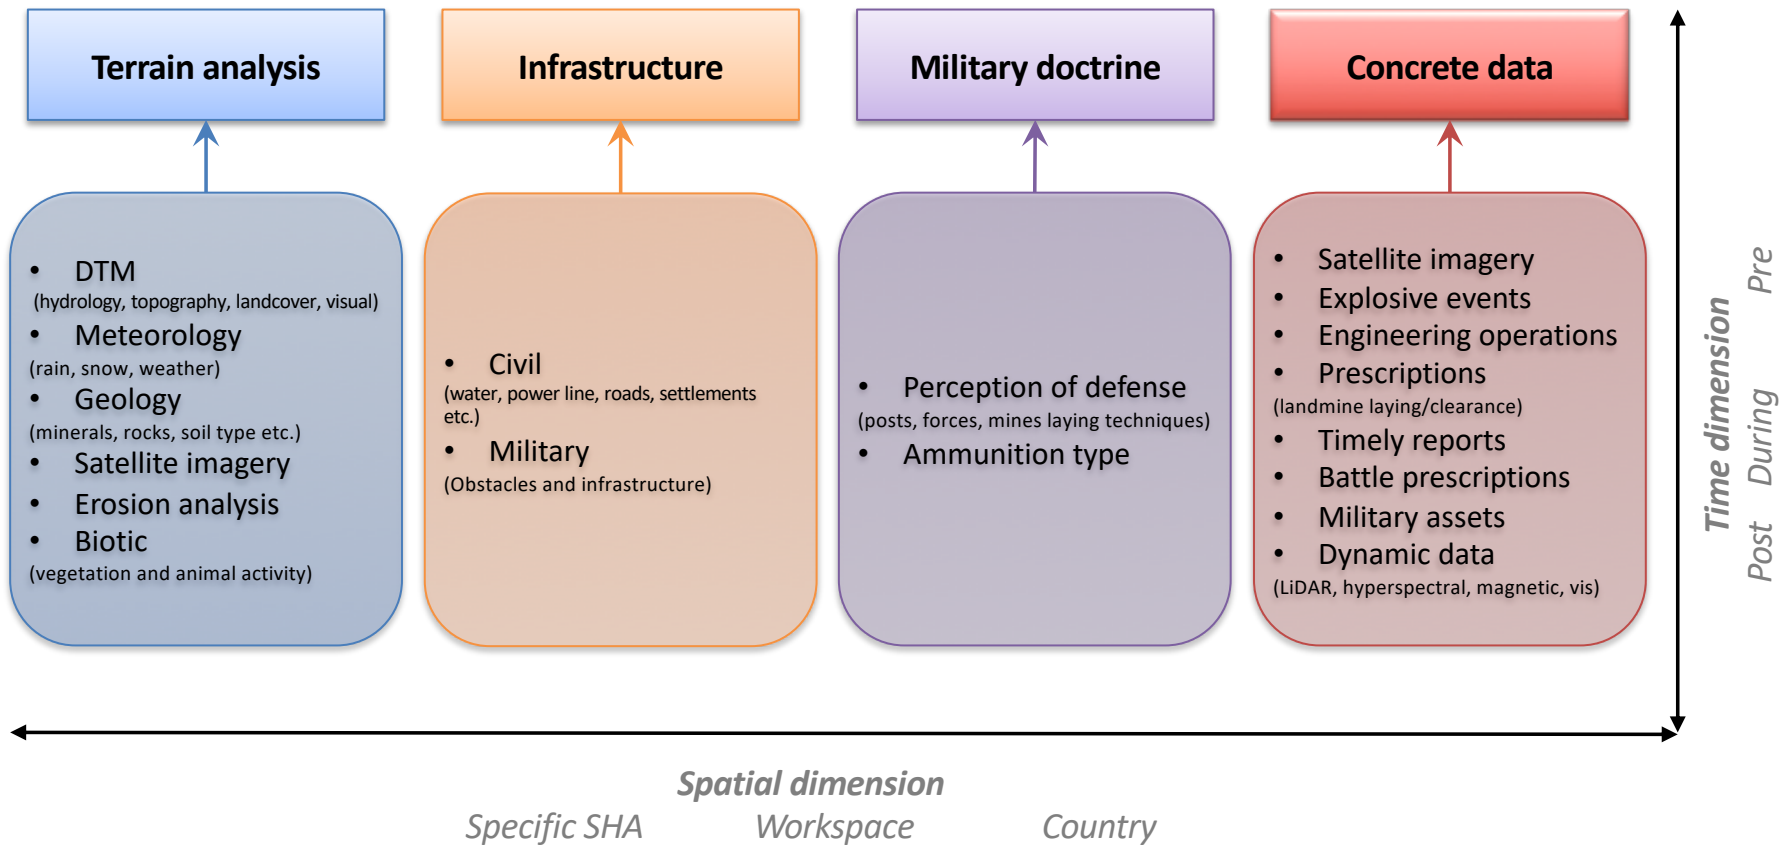 Terrain analysis
Infrastructure
Military doctrine
Concrete data
• DTM
(hydrology, topography, landcover, visual)
• Meteorology
(rain, snow, weather)
• Geology
(minerals, rocks, soil type etc.)
• Satellite imagery
• Erosion analysis
• Biotic
(vegetation and animal activity)
• Civil
(water, power line, roads, settlements
etc.)
• Military
(Obstacles and infrastructure)
• Perception of defense
(posts, forces, mines laying techniques)
• Ammunition type
• Satellite imagery
• Explosive events
• Engineering operations
• Prescriptions
(landmine laying/clearance)
• Timely reports
• Battle prescriptions
• Military assets
• Dynamic data
(LiDAR, hyperspectral, magnetic, vis)
Time dimension
Post During Pre
Spatial dimension
Specific SHA Workspace Country